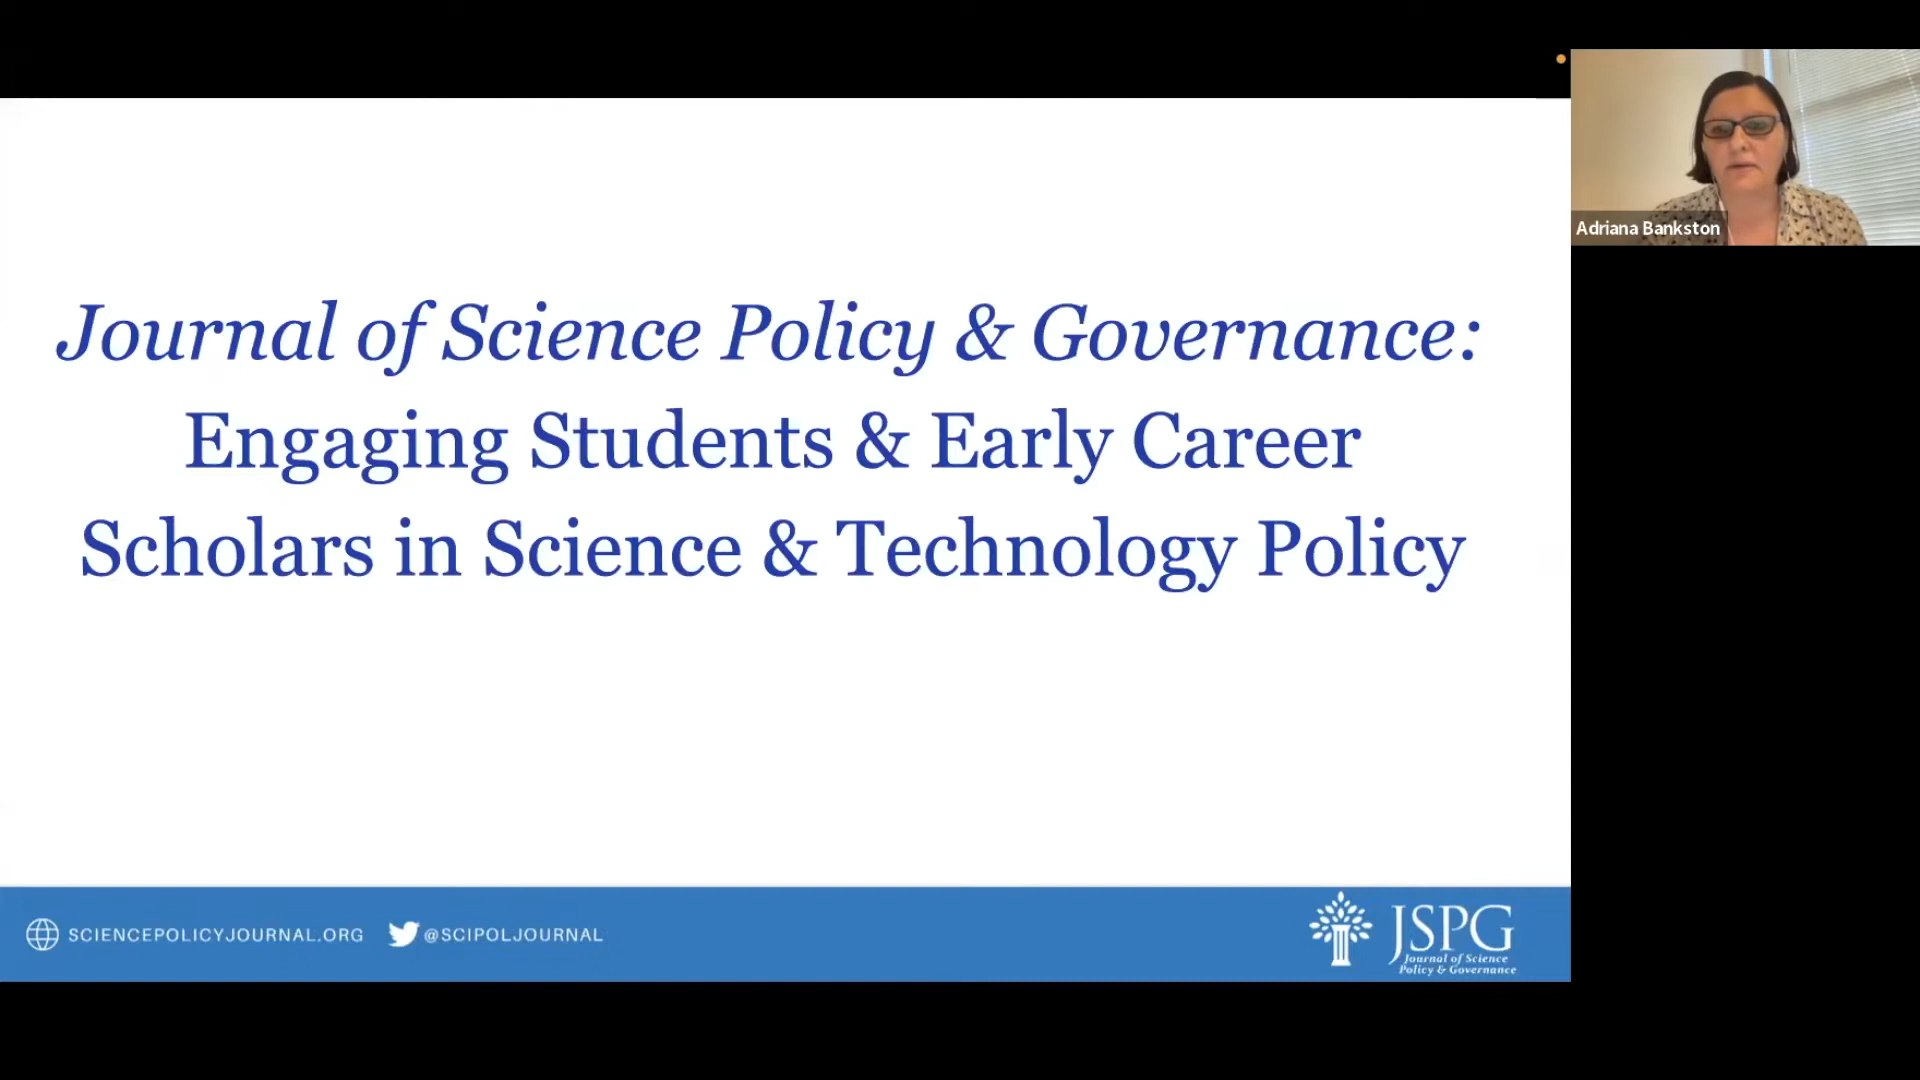 Adriana Bankston
Journal of Science Policy & Governance:
Engaging Students & Early Career
Scholars in Science & Technology Policy
SCIENCEPOLICYJOURNAL.ORG
@SCIPOLJOURNAL
JSPG
Journal of Science
Policy & Governance